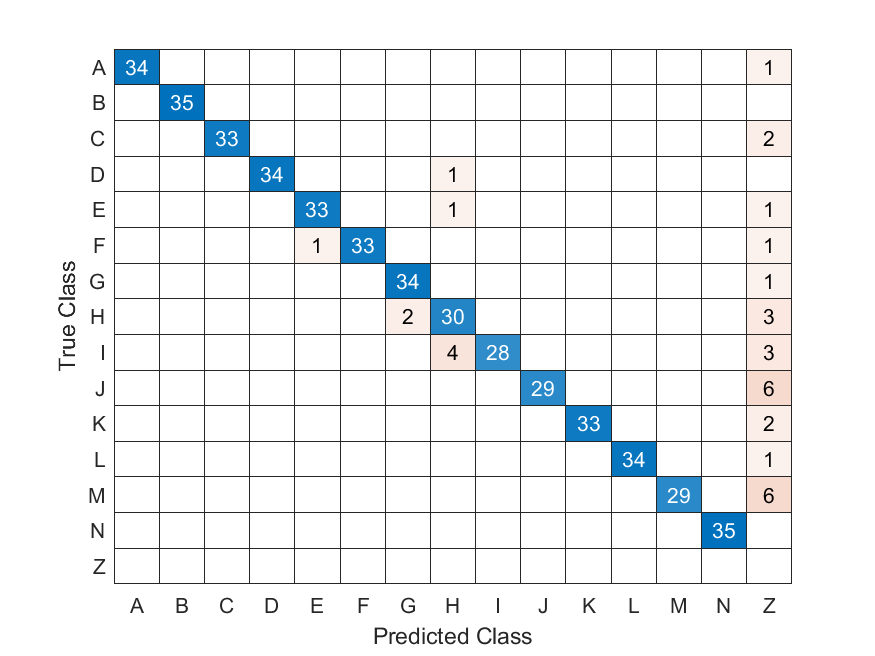 A 34 1
B 35
C 33 2
D 34 1
E 33 1 1
F 1 33 1
G 34 1
H 2 30 3
I 4 28 3
J 29 6
K 33 2
L 34 1
M 29 6
N 35
Z
A B C D E F G H I J K L M N Z
Predicted Class
True Class